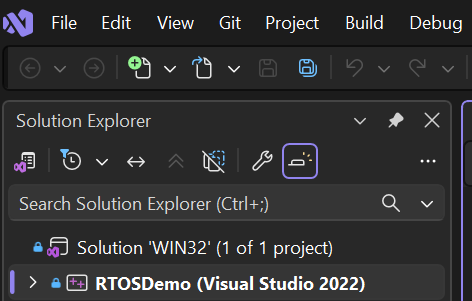 File Edit View Git Project Build Debug
Solution Explorer
Search Solution Explorer (Ctrl+;)
Solution 'WIN32' (1 of 1 project)
RTOSDemo (Visual Studio 2022)